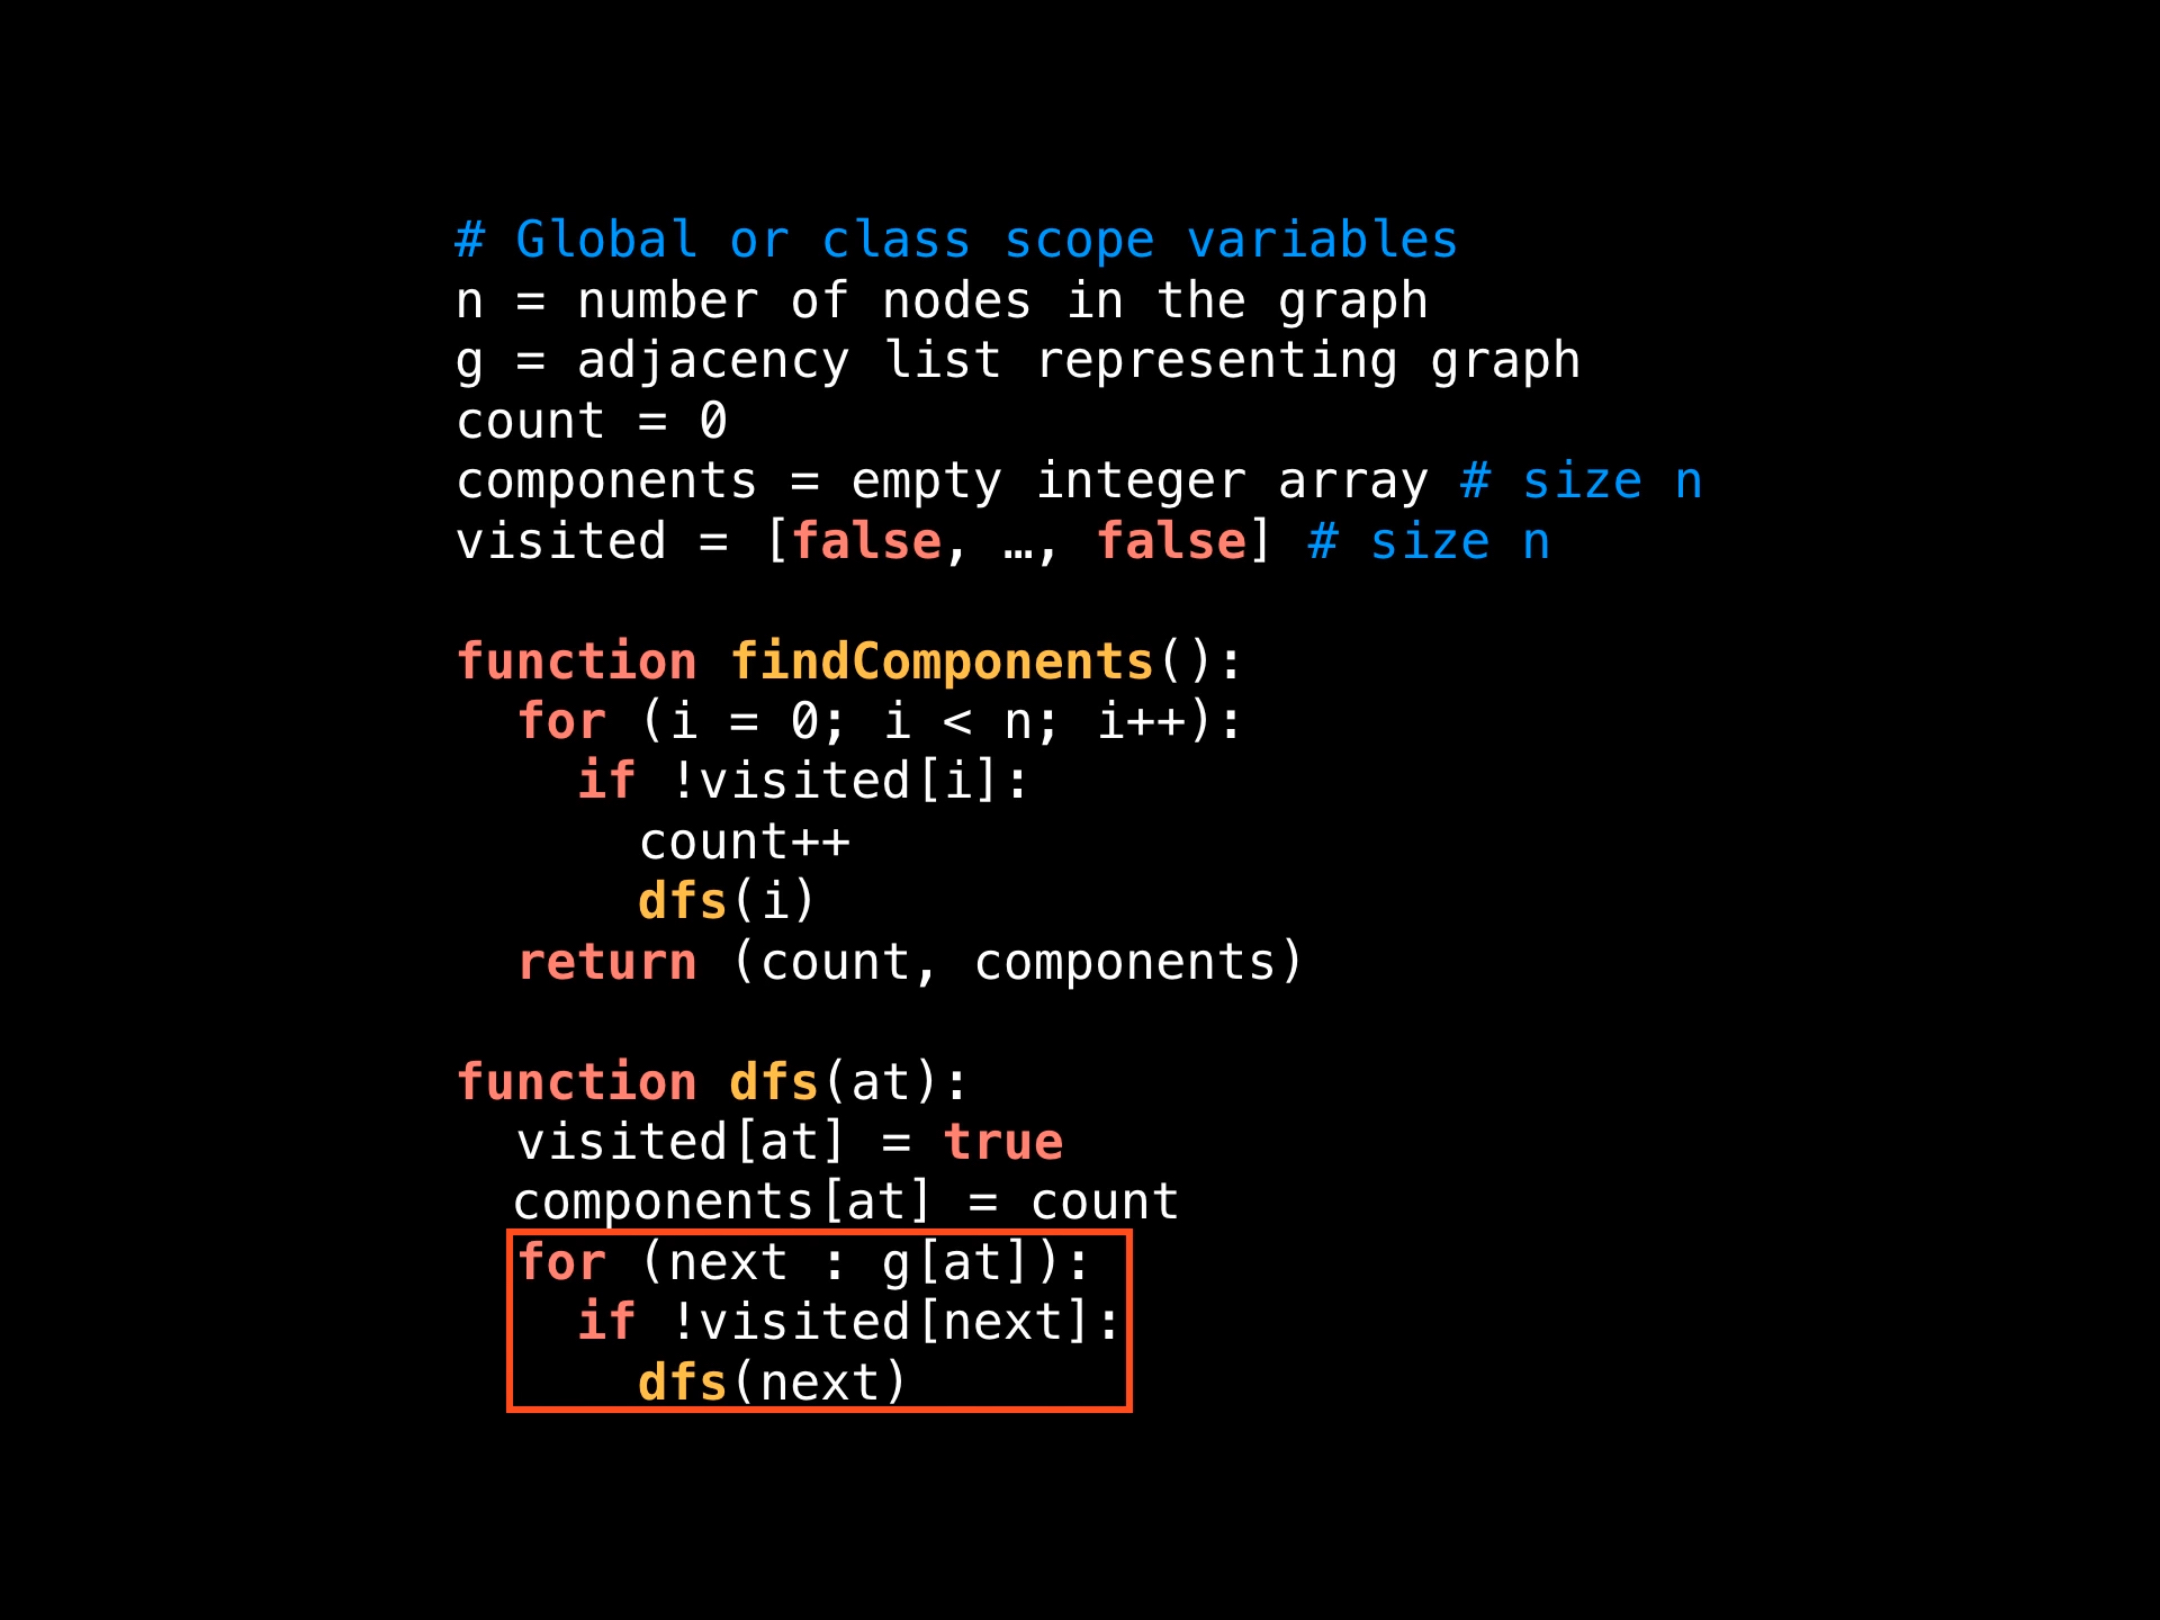 # Global or class scope variables
n = number of nodes in the graph
g = adjacency list representing graph
count = 0
components = empty integer array # size n
visited = [false, …, false] # size n

function findComponents():
  for (i = 0; i < n; i++):
    if !visited[i]:
      count++
      dfs(i)
  return (count, components)

function dfs(at):
  visited[at] = true
  components[at] = count
  for (next : g[at]):
    if !visited[next]:
      dfs(next)